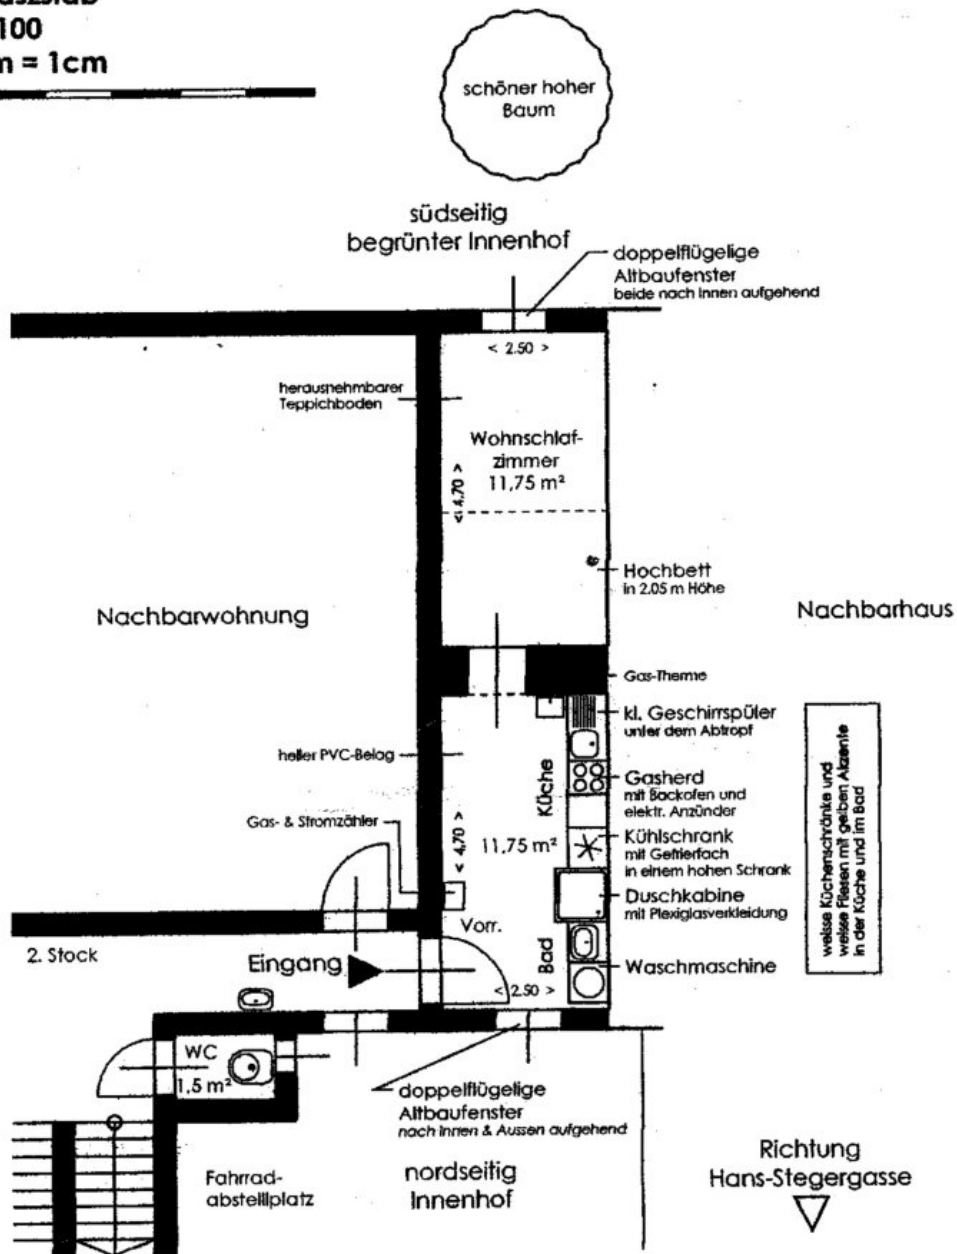 100
m = 1cm
schöner hoher
Baum
südseitig
begrünter Innenhof
doppelflügelige
Altbaufenster
beide nach Innen aufgehend
< 2.50 >
herausnehmbarer
Teppichboden
Wohnschlaf-
zimmer
11,75 m²
< 4,70 >
Hochbett
in 2.05 m Höhe
Nachbarwohnung
Nachbarhaus
Gas-Therme
kl. Geschirrspüler
unter dem Abtropf
heller PVC-Belag
Küche
Gasherd
mit Backofen und
elektr. Anzünder
Gas- & Stromzähler
< 4,70 >
11,75 m²
Kühlschrank
mit Gefrierfach
in einem hohen Schrank
Duschkabine
mit Plexiglasverkleidung
weisse Küchenschränke und
weisse Fliesen mit gelben Akzente
in der Küche und im Bad
Vorr.
2. Stock
Eingang
Bad
Waschmaschine
< 2.50 >
WC
1,5 m²
doppelflügelige
Altbaufenster
nach Innen & Aussen aufgehend
Fahrrad-
abstellplatz
nordseitig
Innenhof
Richtung
Hans-Stegergasse